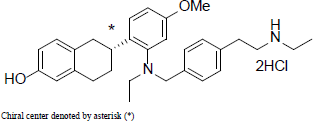 *
OMe
H
N
HO
N
2HCl
Chiral center denoted by asterisk (*)